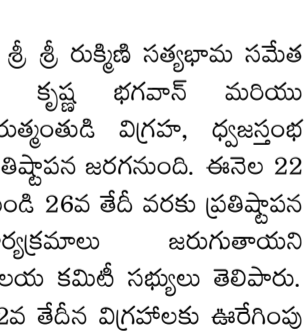 శ్రీ శ్రీ రుక్మిణి సత్యభామ సమేత
కృష్ణ భగవాన్ మరియు
రుత్మంతుడి విగ్రహ, ధ్వజస్తంభ
తిష్టాపన జరగనుంది. ఈనెల 22
ండి 26వ తేదీ వరకు ప్రతిష్టాపన
ర్యక్రమాలు జరుగుతాయని
లయ కమిటీ సభ్యులు తెలిపారు.
2వ తేదీన విగ్రహాలకు ఊరేగింపు